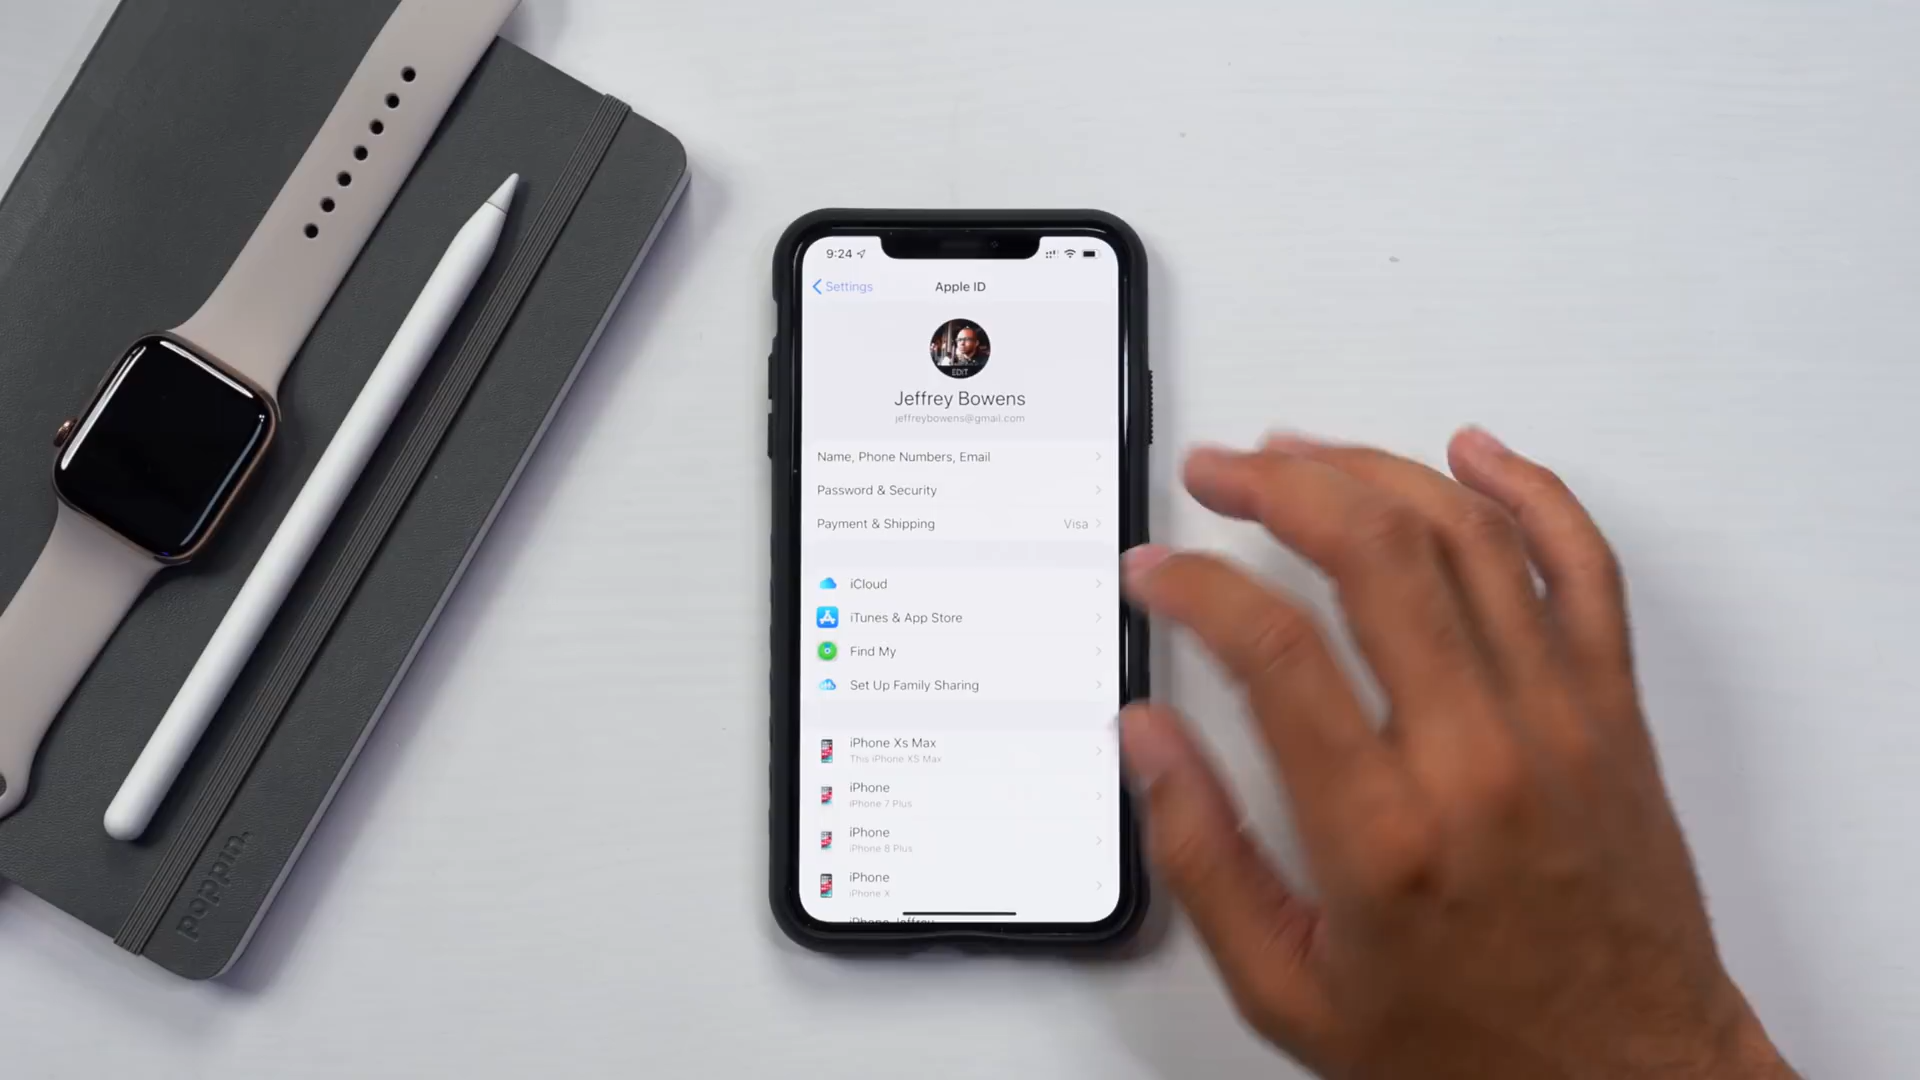 9:24
Settings
Apple ID
EDIT
Jeffrey Bowens
jeffreybowens@gmail.com
Name, Phone Numbers, Email
Password & Security
Payment & Shipping
Visa
iCloud
iTunes & App Store
Find My
Set Up Family Sharing
iPhone Xs Max
This iPhone XS Max
iPhone
iPhone 7 Plus
iPhone
iPhone 8 Plus
iPhone
iPhone X
iPhone Jeffrey
poppin.